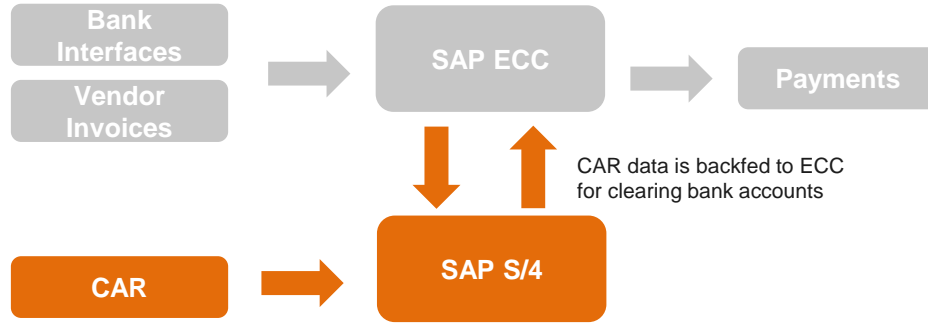 Bank
Interfaces
SAP ECC
Payments
Vendor
Invoices
CAR data is backfed to ECC
for clearing bank accounts
CAR
SAP S/4